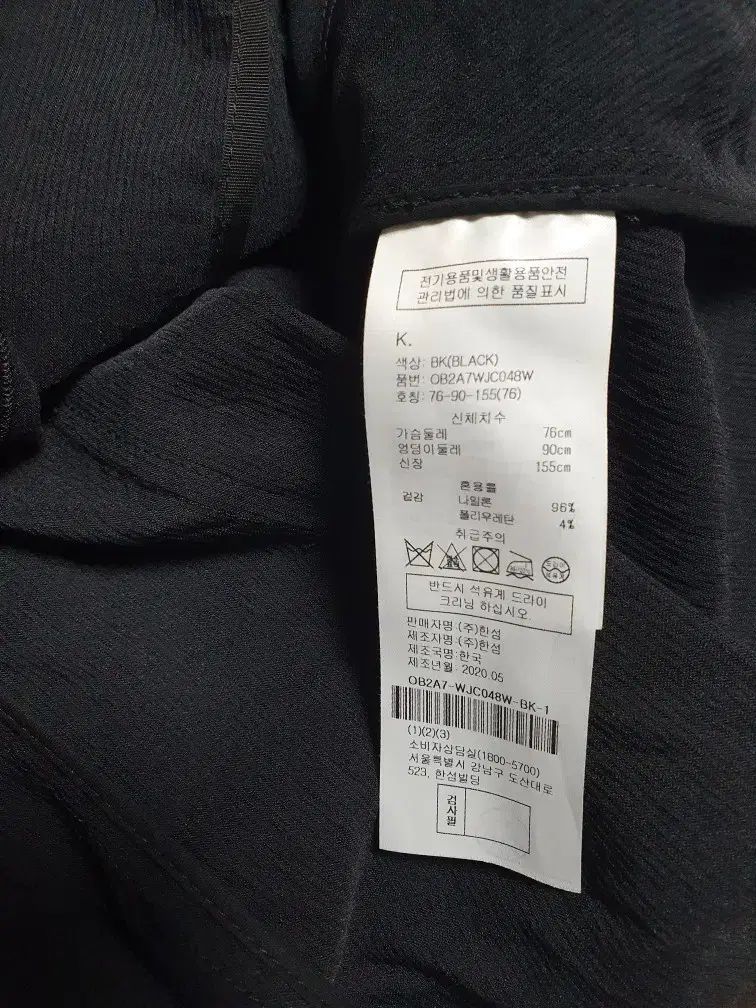 전기용품및생활용품안전
관리법에 의한 품질표시
K.
색상: BK(BLACK)
품번: OB2A7WJC048W
호칭: 76-90-155(76)
신체치수
가슴둘레 76cm
엉덩이둘레 90cm
신장 155cm
혼용률
겉감 나일론 96%
폴리우레탄 4%
취급주의
드라이
석유계
반드시 석유계 드라이
크리닝 하십시오.
판매자명:(주)한섬
제조자명:(주)한섬
제조국명:한국
제조년월: 2020.05
OB2A7-WJC048W-BK-1
(1)(2)(3)
소비자상담실(1800-5700)
서울특별시 강남구 도산대로
523, 한섬빌딩
검사필